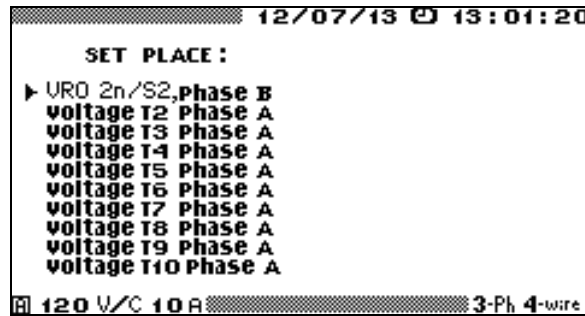 12/07/13 13:01:20
SET PLACE:
VRO 2n/S2,Phase B
voltage T2 Phase A
voltage T3 Phase A
voltage T4 Phase A
voltage T5 Phase A
voltage T6 Phase A
voltage T7 Phase A
voltage T8 Phase A
voltage T9 Phase A
voltage T10 Phase A
A 120 V/C 10 A 3-Ph 4-wire